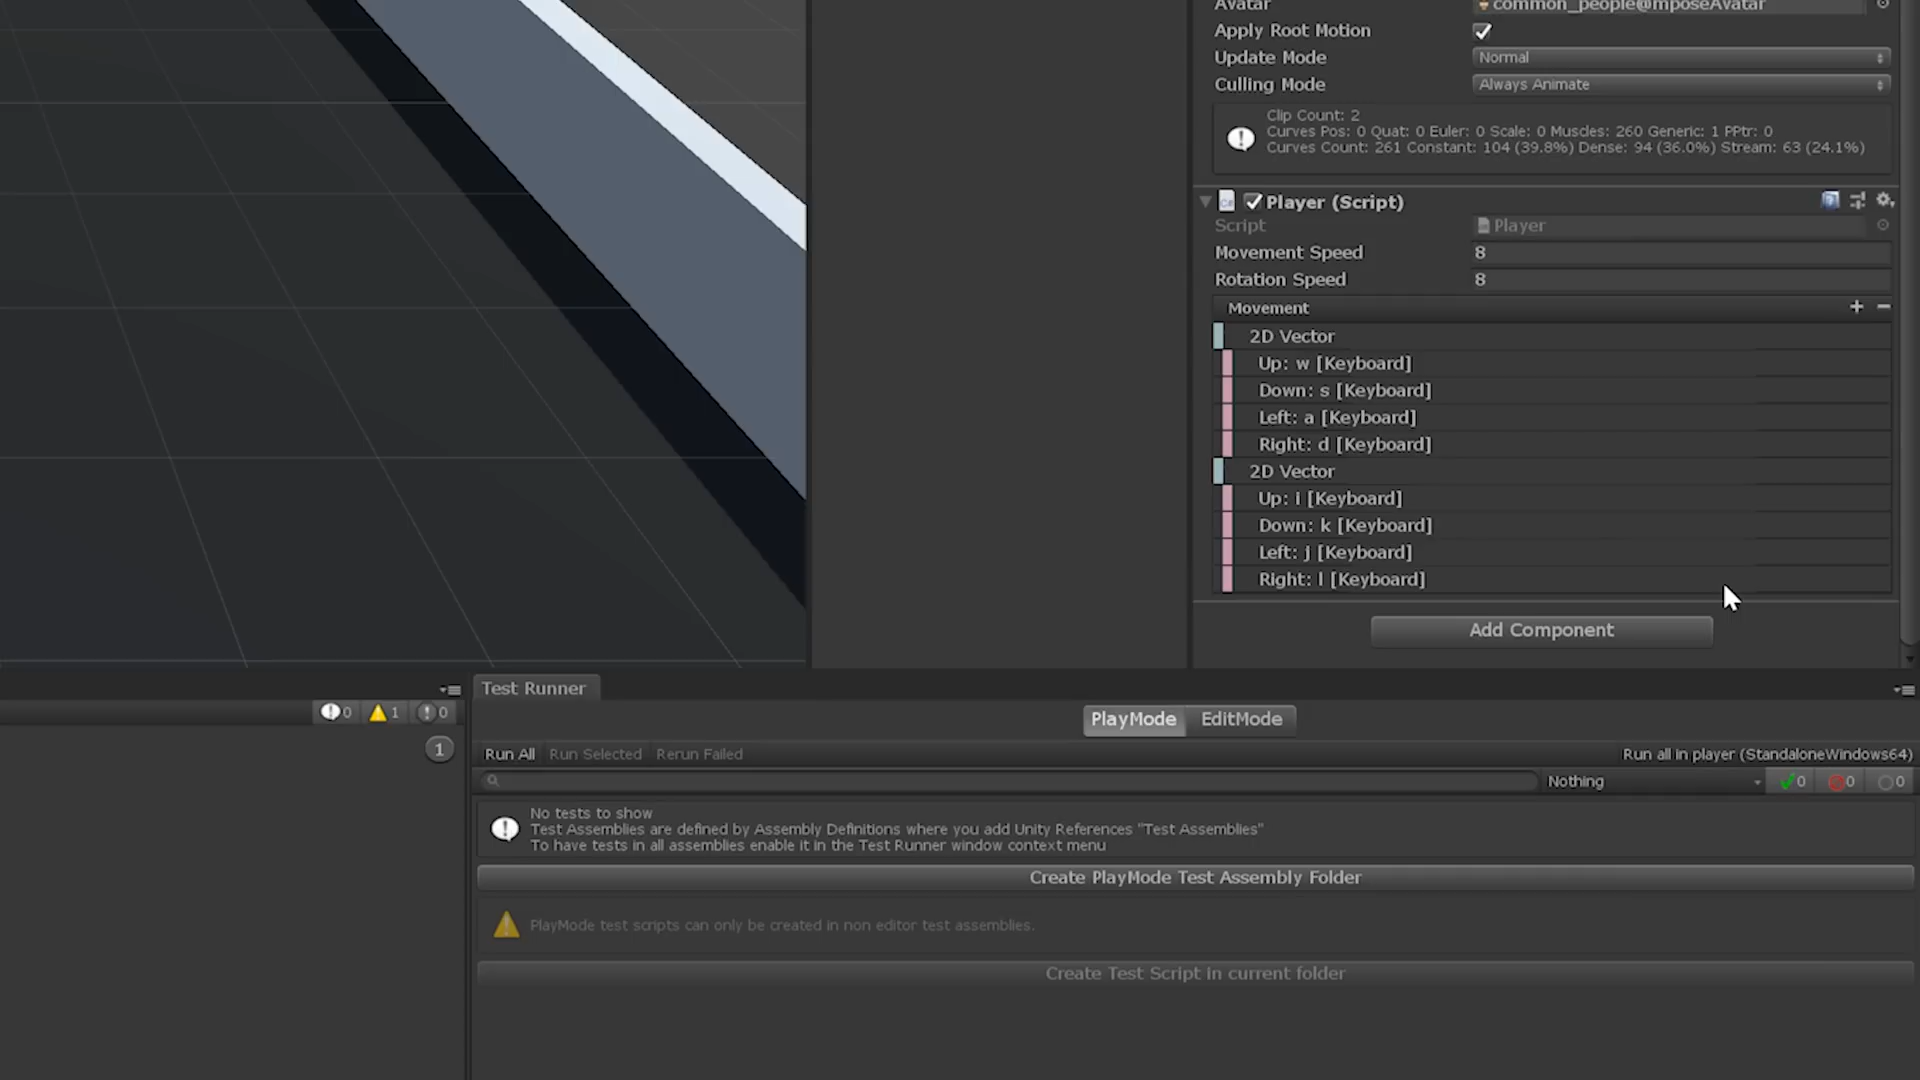 Avatar common_people@mposeAvatar
Apply Root Motion
Update Mode Normal
Culling Mode Always Animate
Clip Count: 2
Curves Pos: 0 Quat: 0 Euler: 0 Scale: 0 Muscles: 260 Generic: 1 PPtr: 0
Curves Count: 261 Constant: 104 (39.8%) Dense: 94 (36.0%) Stream: 63 (24.1%)
Player (Script)
Script Player
Movement Speed 8
Rotation Speed 8
Movement + −
2D Vector
Up: w [Keyboard]
Down: s [Keyboard]
Left: a [Keyboard]
Right: d [Keyboard]
2D Vector
Up: i [Keyboard]
Down: k [Keyboard]
Left: j [Keyboard]
Right: l [Keyboard]
Add Component
0 1 0
1
Test Runner
PlayMode EditMode
Run All Run Selected Rerun Failed Run all in player (StandaloneWindows64)
Nothing 0 0 0
No tests to show
Test Assemblies are defined by Assembly Definitions where you add Unity References "Test Assemblies"
To have tests in all assemblies enable it in the Test Runner window context menu
Create PlayMode Test Assembly Folder
PlayMode test scripts can only be created in non editor test assemblies.
Create Test Script in current folder